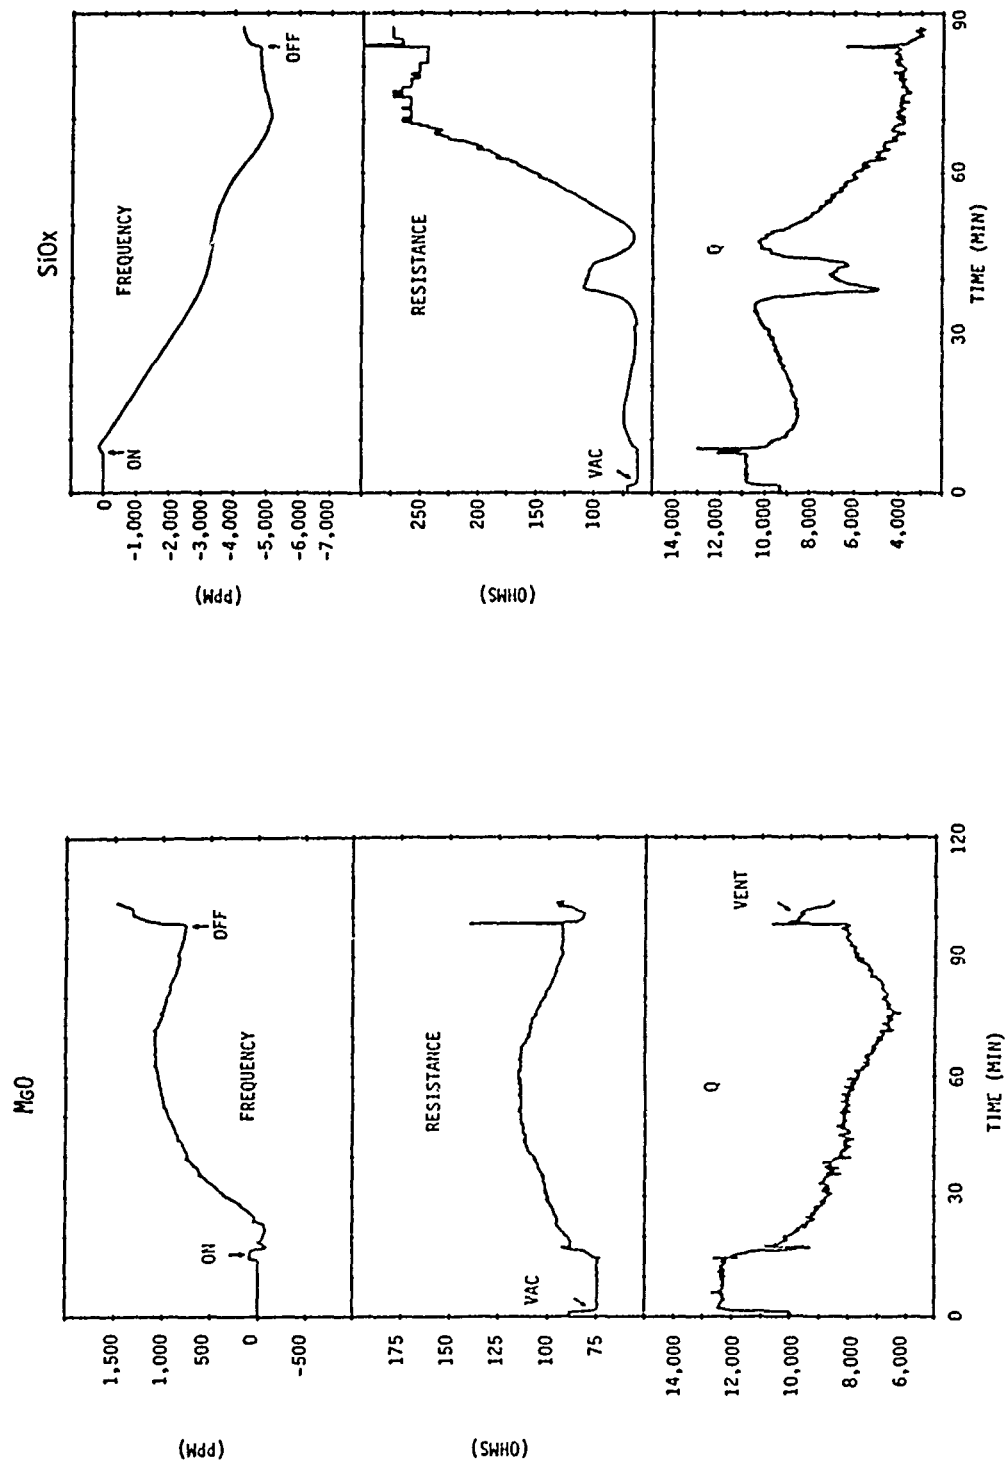 MgO
(PPM)
1,500
1,000
500
0
-500
ON
OFF
FREQUENCY
(OHMS)
175
150
125
100
75
VAC
RESISTANCE
14,000
12,000
10,000
8,000
6,000
Q
VENT
0
30
60
90
120
TIME (MIN)
SiOx
(PPM)
0
-1,000
-2,000
-3,000
-4,000
-5,000
-6,000
-7,000
ON
FREQUENCY
OFF
(OHMS)
250
200
150
100
VAC
RESISTANCE
14,000
12,000
10,000
8,000
6,000
4,000
Q
0
30
60
90
TIME (MIN)